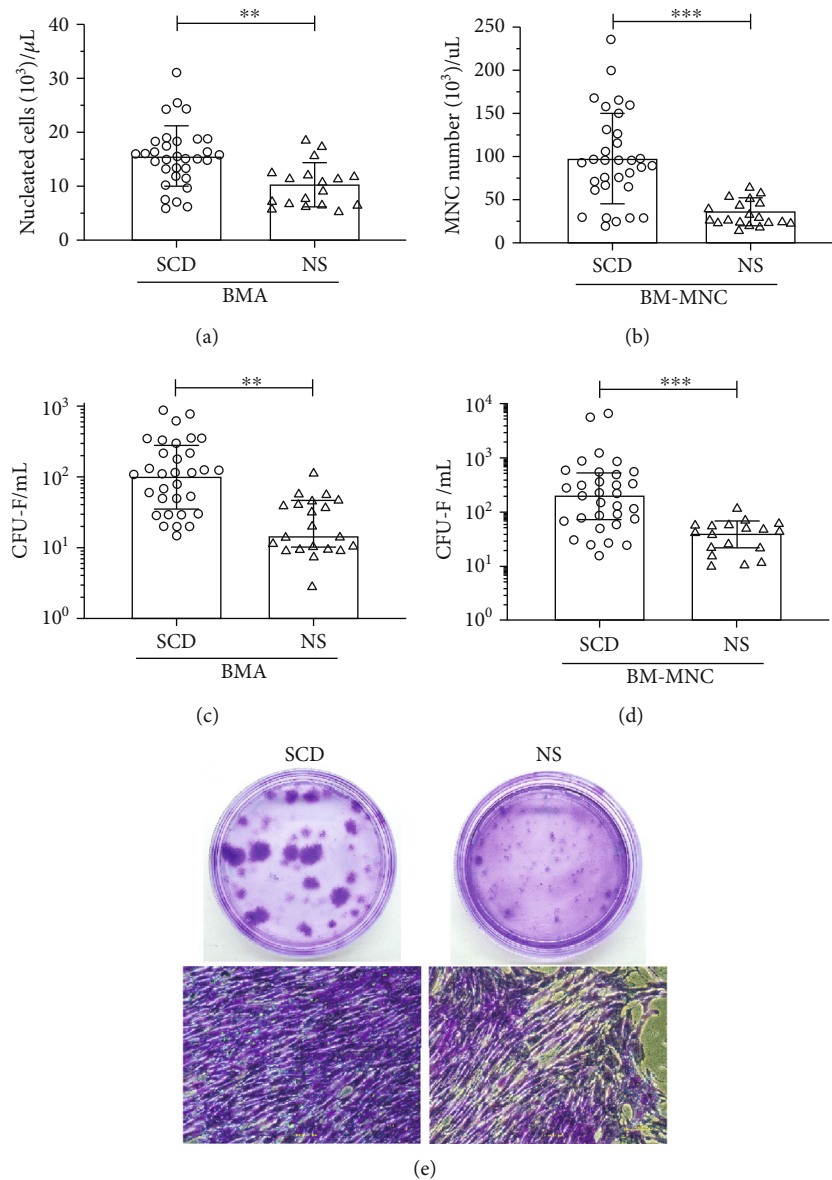 **
Nucleated cells (10³)/μL
40
30
20
10
0
SCD NS
BMA
(a)
***
MNC number (10³)/uL
250
200
150
100
50
0
SCD NS
BM-MNC
(b)
**
CFU-F/mL
10³
10²
10¹
10⁰
SCD NS
BMA
(c)
***
CFU-F /mL
10⁴
10³
10²
10¹
10⁰
SCD NS
BM-MNC
(d)
SCD NS
(e)